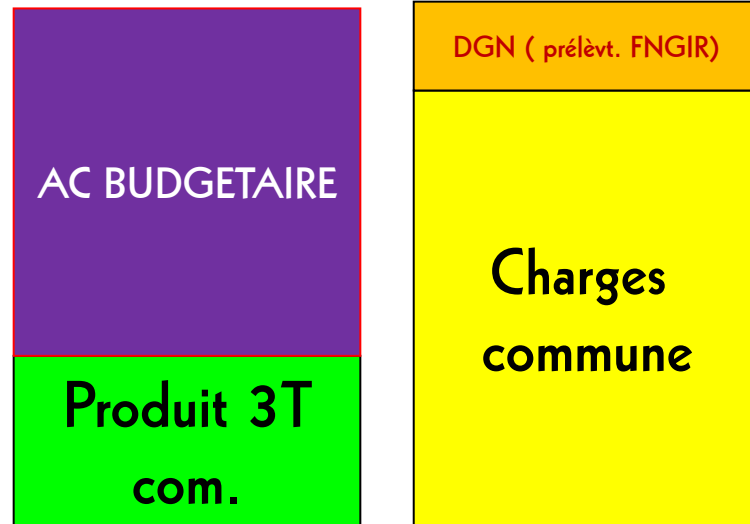 AC BUDGETAIRE
Produit 3T
com.
DGN ( prélèvt. FNGIR)
Charges
commune